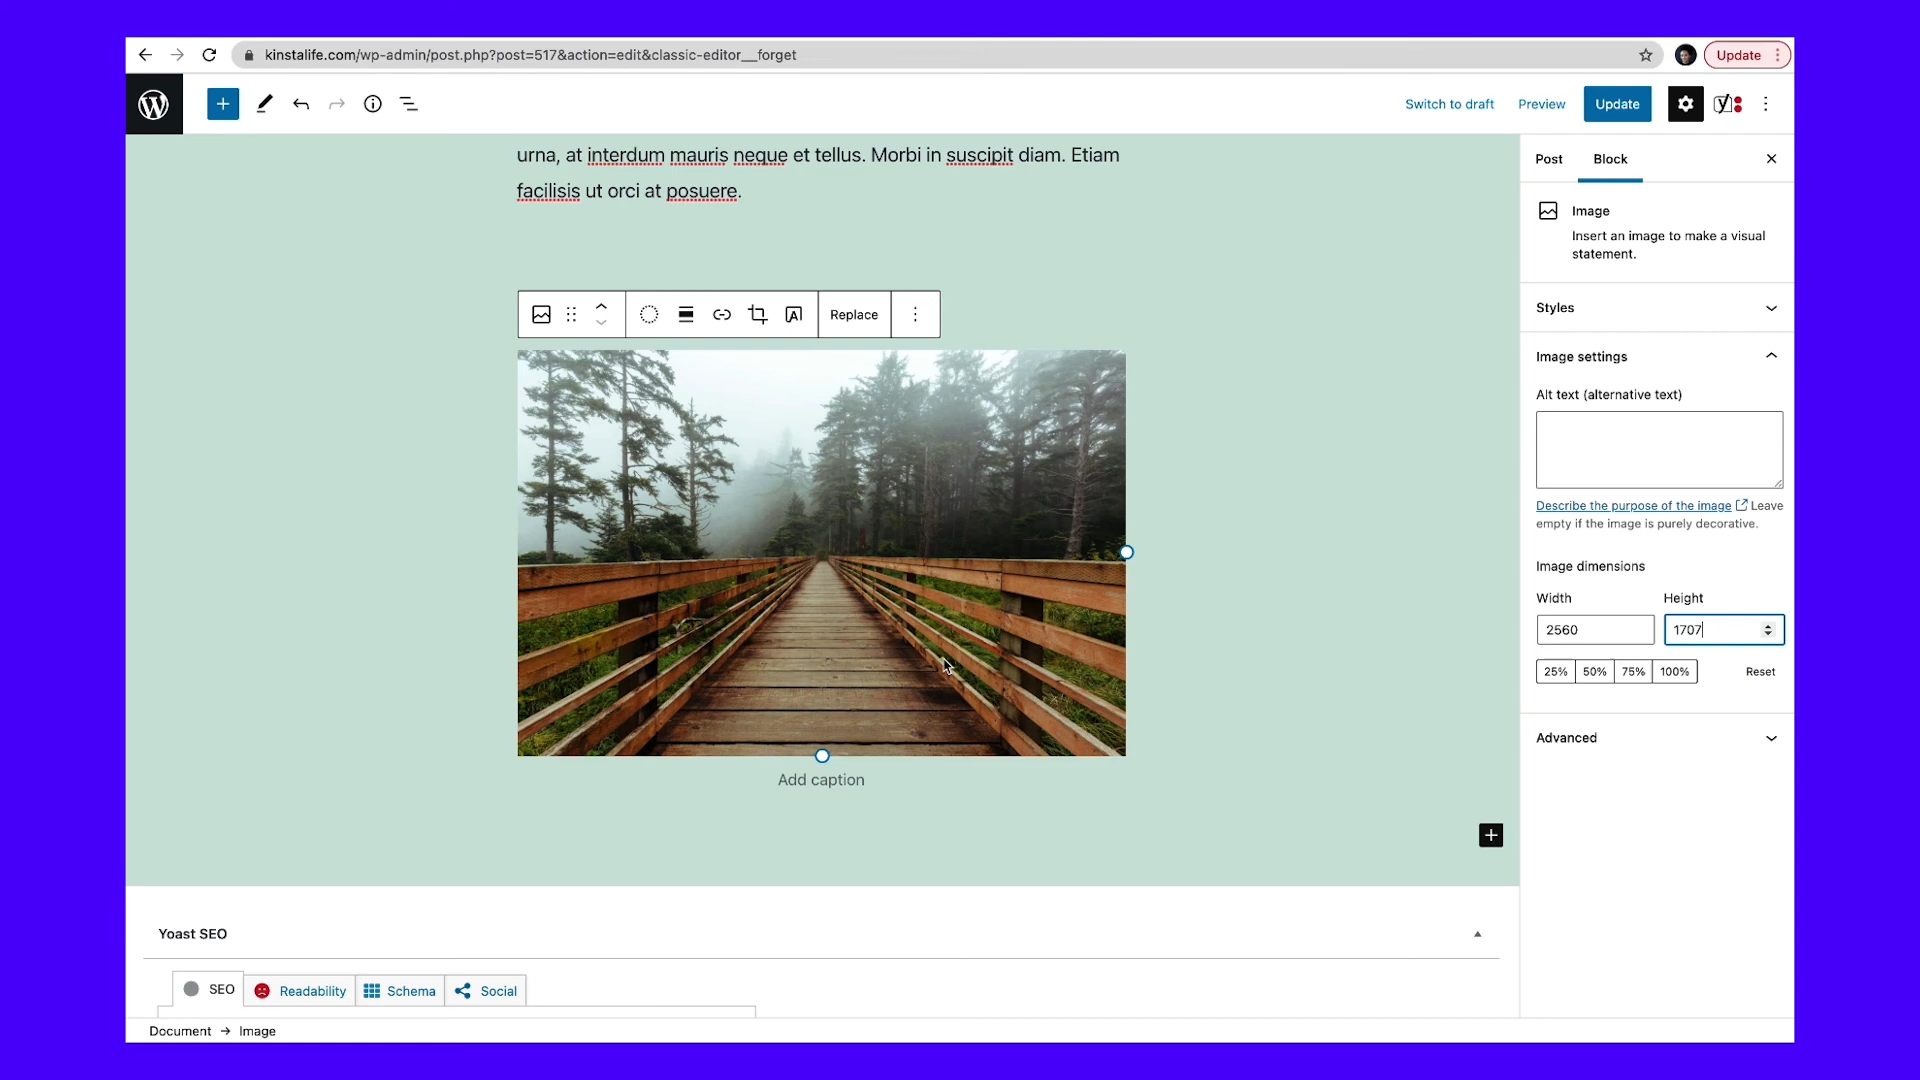 kinstalife.com/wp-admin/post.php?post=517&action=edit&classic-editor__forget
Update
Switch to draft
Preview
Update
urna, at interdum mauris neque et tellus. Morbi in suscipit diam. Etiam
facilisis ut orci at posuere.
Replace
Add caption
Post
Block
Image
Insert an image to make a visual
statement.
Styles
Image settings
Alt text (alternative text)
Describe the purpose of the image Leave
empty if the image is purely decorative.
Image dimensions
Width Height
2560 1707
25% 50% 75% 100% Reset
Advanced
Yoast SEO
SEO Readability Schema Social
Document → Image